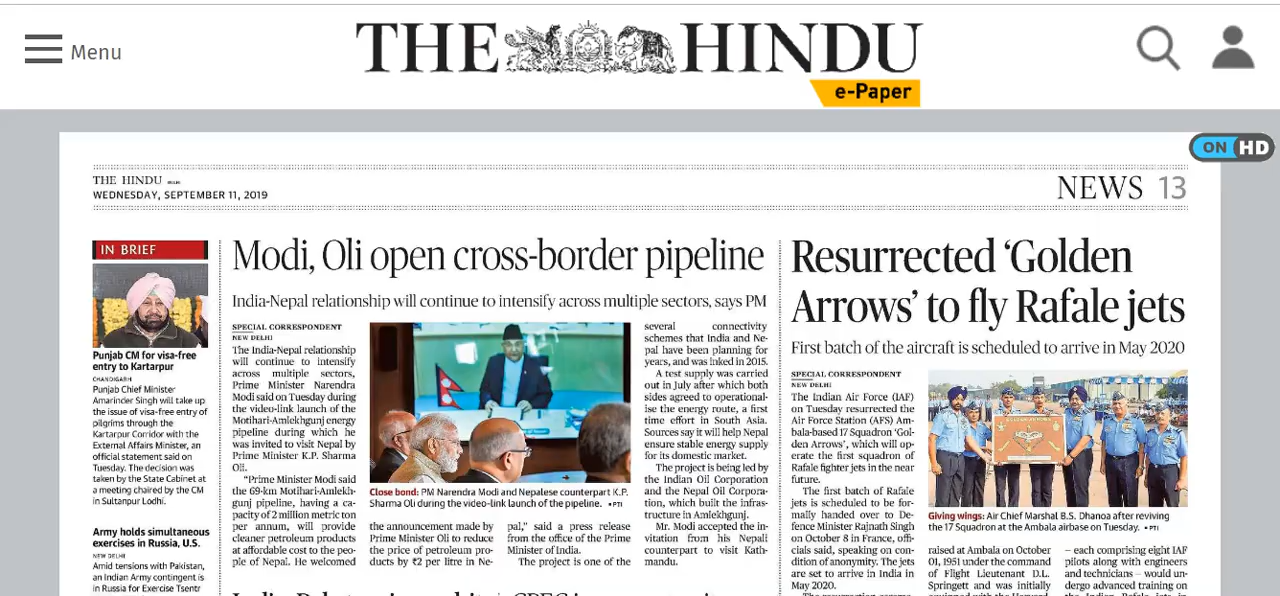 Menu
THE HINDU
e-Paper
ON HD
THE HINDU
WEDNESDAY, SEPTEMBER 11, 2019
NEWS 13
IN BRIEF
Punjab CM for visa-free
entry to Kartarpur
CHANDIGARH
Punjab Chief Minister
Amarinder Singh will take up
the issue of visa-free entry of
pilgrims through the
Kartarpur Corridor with the
External Affairs Minister, an
official statement said on
Tuesday. The decision was
taken by the State Cabinet at
a meeting chaired by the CM
in Sultanpur Lodhi.
Army holds simultaneous
exercises in Russia, U.S.
NEW DELHI
Amid tensions with Pakistan,
an Indian Army contingent is
in Russia for Exercise Tsentr
Modi, Oli open cross-border pipeline
India-Nepal relationship will continue to intensify across multiple sectors, says PM
SPECIAL CORRESPONDENT
NEW DELHI
The India-Nepal relationship
will continue to intensify
across multiple sectors,
Prime Minister Narendra
Modi said on Tuesday during
the video-link launch of the
Motihari-Amlekhgunj energy
pipeline during which he
was invited to visit Nepal by
Prime Minister K.P. Sharma
Oli.
“Prime Minister Modi said
the 69-km Motihari-Amlekh-
gunj pipeline, having a ca-
pacity of 2 million metric ton
per annum, will provide
cleaner petroleum products
at affordable cost to the peo-
ple of Nepal. He welcomed
Close bond: PM Narendra Modi and Nepalese counterpart K.P.
Sharma Oli during the video-link launch of the pipeline. • PTI
the announcement made by
Prime Minister Oli to reduce
the price of petroleum pro-
ducts by ₹2 per litre in Ne-
pal,” said a press release
from the office of the Prime
Minister of India.
The project is one of the
several connectivity
schemes that India and Ne-
pal have been planning for
years, and was inked in 2015.
A test supply was carried
out in July after which both
sides agreed to operational-
ise the energy route, a first
time effort in South Asia.
Sources say it will help Nepal
ensure stable energy supply
for its domestic market.
The project is being led by
the Indian Oil Corporation
and the Nepal Oil Corpora-
tion, which built the infras-
tructure in Amlekhgunj.
Mr. Modi accepted the in-
vitation from his Nepali
counterpart to visit Kath-
mandu.
Resurrected ‘Golden
Arrows’ to fly Rafale jets
First batch of the aircraft is scheduled to arrive in May 2020
SPECIAL CORRESPONDENT
NEW DELHI
The Indian Air Force (IAF)
on Tuesday resurrected the
Air Force Station (AFS) Am-
bala-based 17 Squadron ‘Gol-
den Arrows’, which will op-
erate the first squadron of
Rafale fighter jets in the near
future.
The first batch of Rafale
jets is scheduled to be for-
mally handed over to De-
fence Minister Rajnath Singh
on October 8 in France, offi-
cials said, speaking on con-
dition of anonymity. The jets
are set to arrive in India in
May 2020.
Giving wings: Air Chief Marshal B.S. Dhanoa after reviving
the 17 Squadron at the Ambala airbase on Tuesday. • PTI
raised at Ambala on October
01, 1951 under the command
of Flight Lieutenant D.L.
Springett and was initially
– each comprising eight IAF
pilots along with engineers
and technicians – would un-
dergo advanced training on